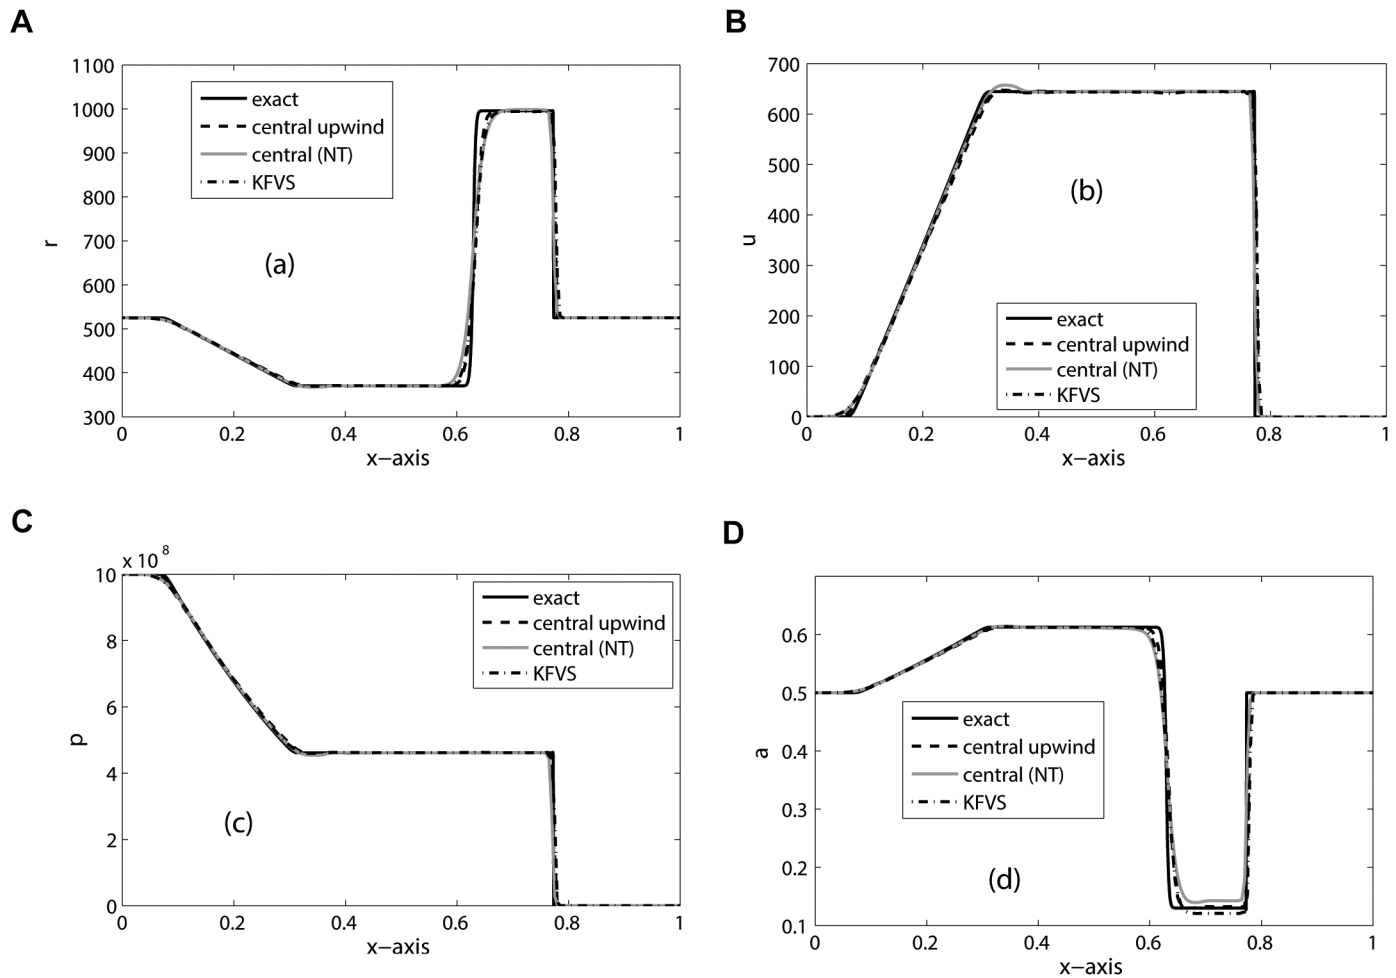 A
1100
1000
900
800
700
600
500
400
300
r
exact
central upwind
central (NT)
KFVS
(a)
0 0.2 0.4 0.6 0.8 1
x−axis
B
700
600
500
400
300
200
100
0
u
(b)
exact
central upwind
central (NT)
KFVS
0 0.2 0.4 0.6 0.8 1
x−axis
C
x 10 8
10
8
6
4
2
0
p
exact
central upwind
central (NT)
KFVS
(c)
0 0.2 0.4 0.6 0.8 1
x−axis
D
0.6
0.5
0.4
0.3
0.2
0.1
a
exact
central upwind
central (NT)
KFVS
(d)
0 0.2 0.4 0.6 0.8 1
x−axis